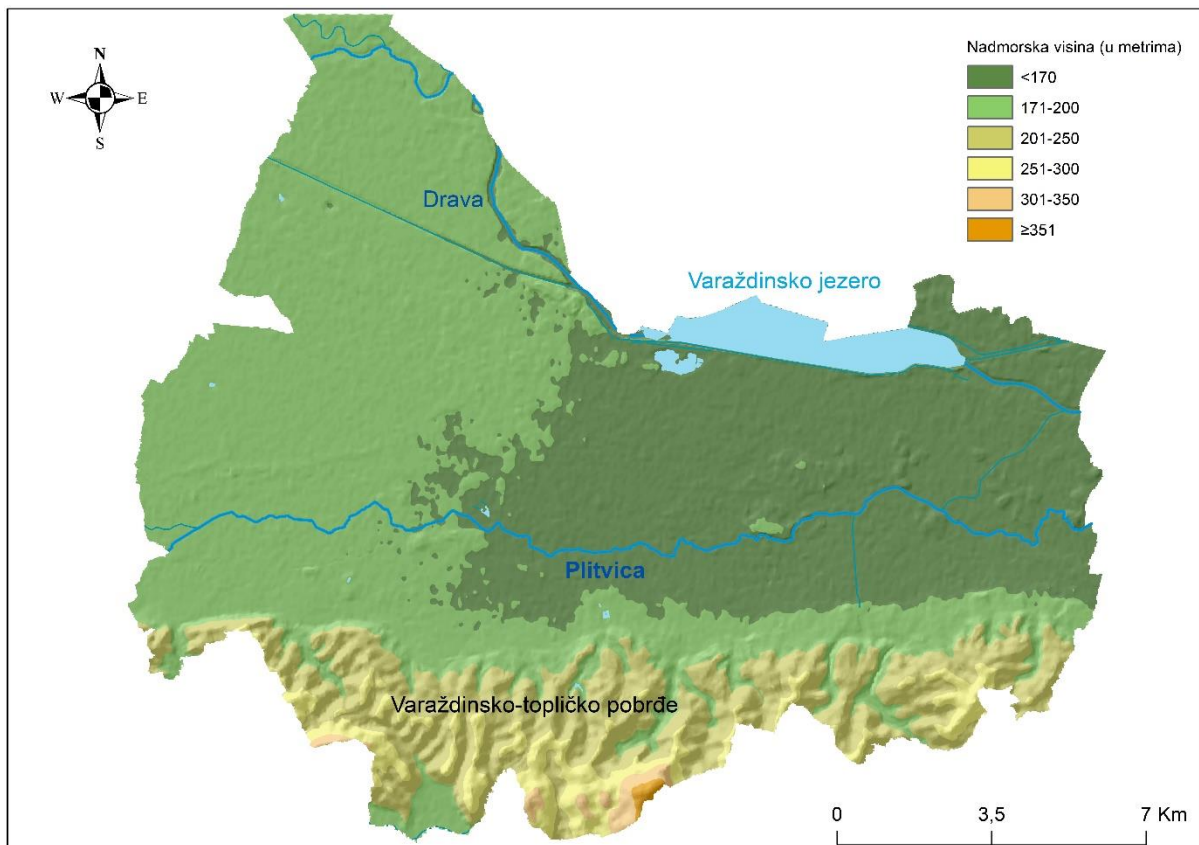 Nadmorska visina (u metrima)
<170
171-200
201-250
251-300
301-350
≥351
N
W E
S
Drava
Varaždinsko jezero
Plitvica
Varaždinsko-topličko pobrđe
0 3,5 7 Km